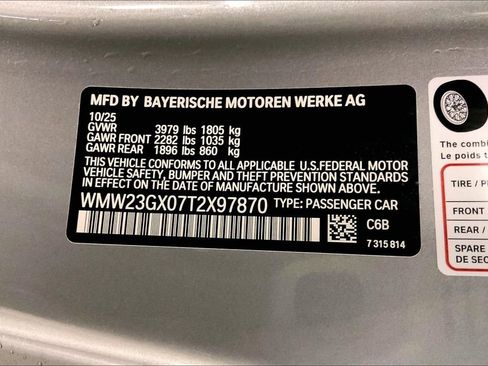 MFD BY BAYERISCHE MOTOREN WERKE AG
10/25
GVWR 3979 lbs 1805 kg
GAWR FRONT 2282 lbs 1035 kg
GAWR REAR 1896 lbs 860 kg
THIS VEHICLE CONFORMS TO ALL APPLICABLE U.S.FEDERAL MOTOR
VEHICLE SAFETY, BUMPER AND THEFT PREVENTION STANDARDS
IN EFFECT ON THE DATE OF MANUFACTURE SHOWN ABOVE.
WMW23GX07T2X97870 TYPE: PASSENGER CAR
C6B
7 315 814
The combin
Le poids t
TIRE / P
FRONT
REAR /
SPARE
DE SEC